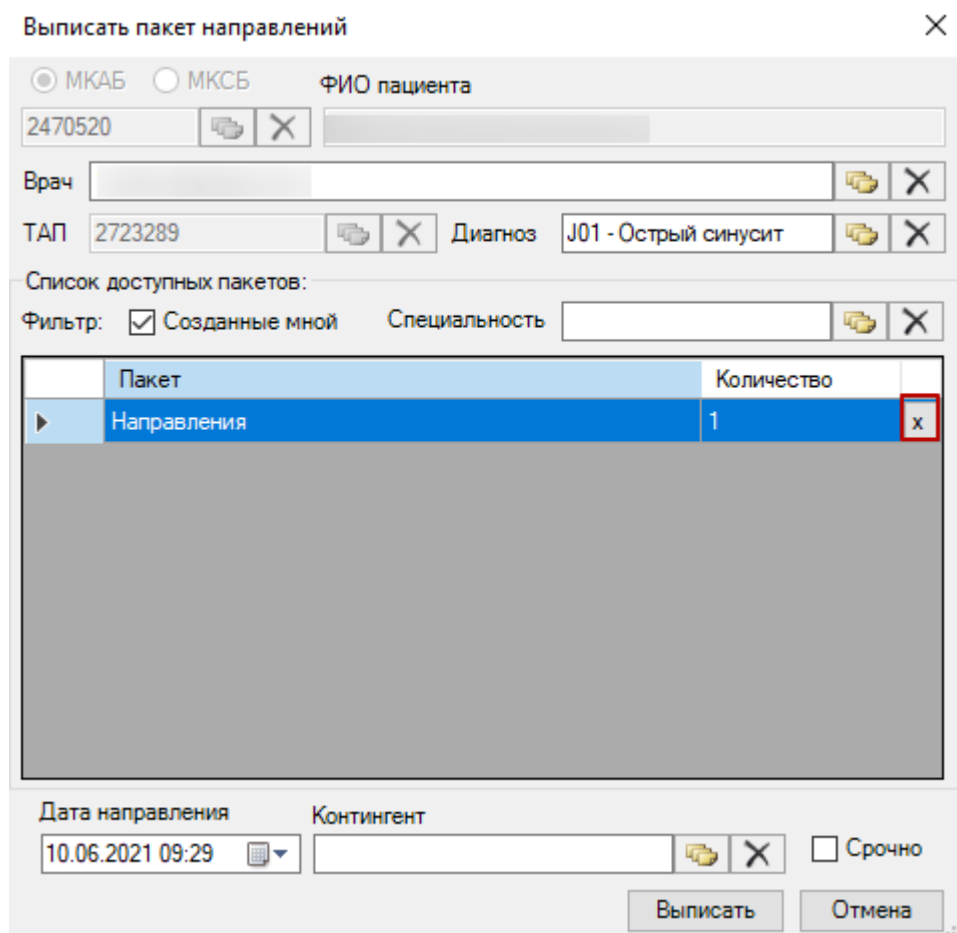 Выписать пакет направлений
МКАБ МКСБ ФИО пациента
2470520
Врач
ТАП 2723289 Диагноз J01 - Острый синусит
Список доступных пакетов:
Фильтр: Созданные мной Специальность
Пакет Количество
Направления 1 x
Дата направления Контингент
10.06.2021 09:29 Срочно
Выписать Отмена